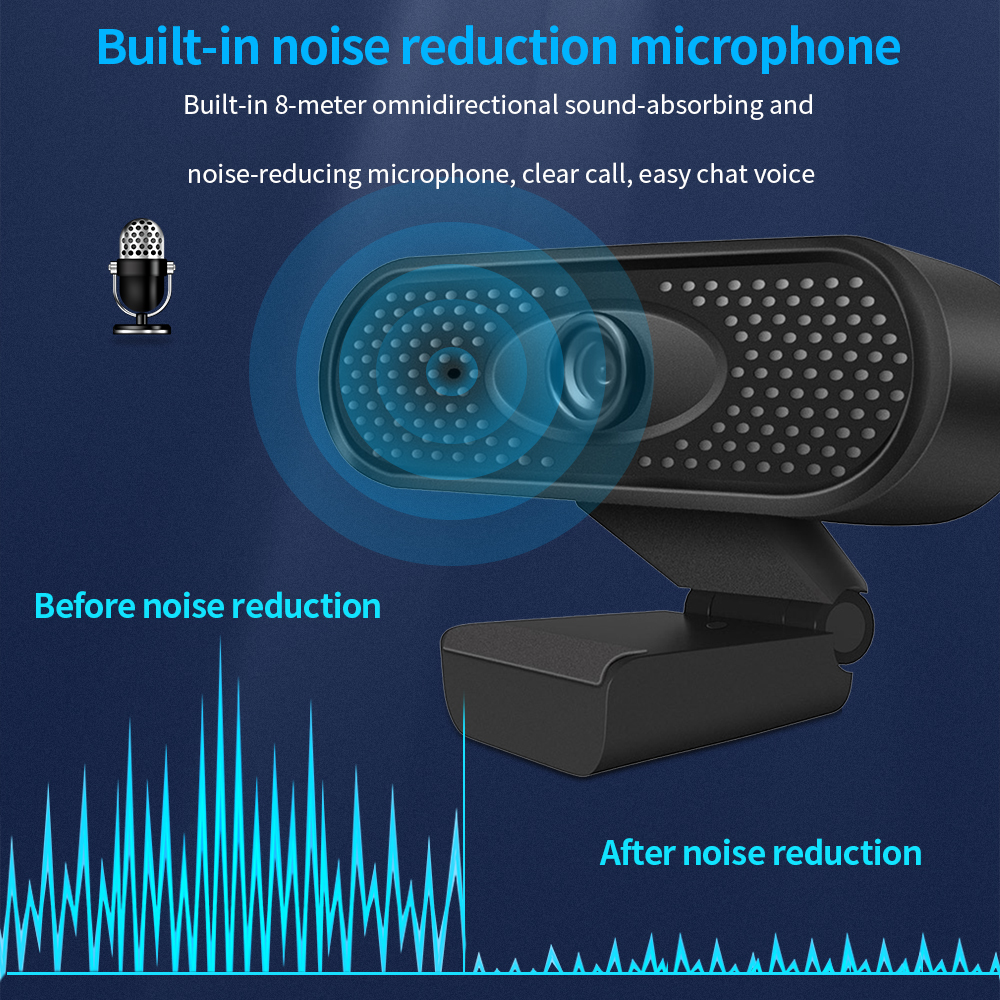 Built-in noise reduction microphone
Built-in 8-meter omnidirectional sound-absorbing and
noise-reducing microphone, clear call, easy chat voice
Before noise reduction
After noise reduction